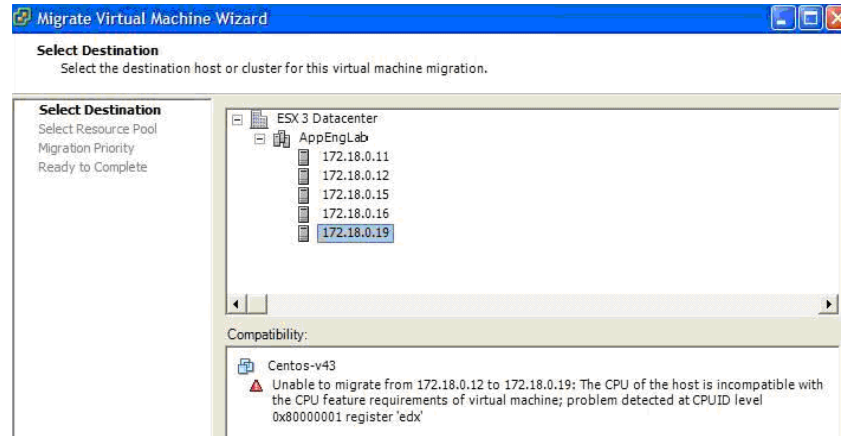 Migrate Virtual Machine Wizard
Select Destination
Select the destination host or cluster for this virtual machine migration.
Select Destination
Select Resource Pool
Migration Priority
Ready to Complete
ESX 3 Datacenter
AppEngLab
172.18.0.11
172.18.0.12
172.18.0.15
172.18.0.16
172.18.0.19
Compatibility:
Centos-v43
Unable to migrate from 172.18.0.12 to 172.18.0.19: The CPU of the host is incompatible with
the CPU feature requirements of virtual machine; problem detected at CPUID level
0x80000001 register 'edx'